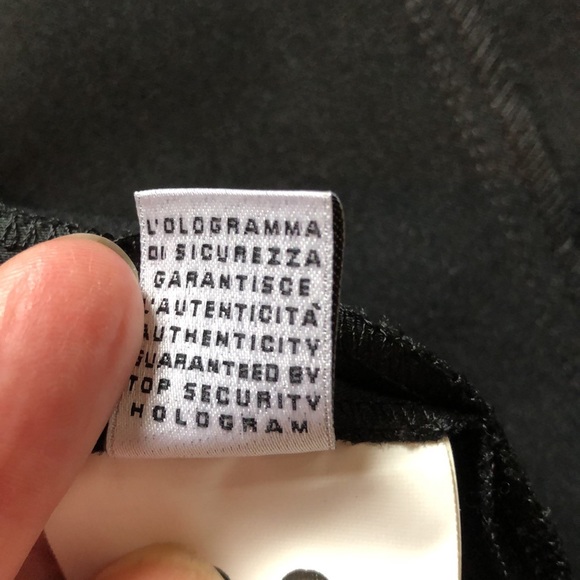 L'OLOGRAMMA
DI SICUREZZA
GARANTISCE
L'AUTENTICITÀ
AUTHENTICITY
GUARANTEED BY
TOP SECURITY
HOLOGRAM